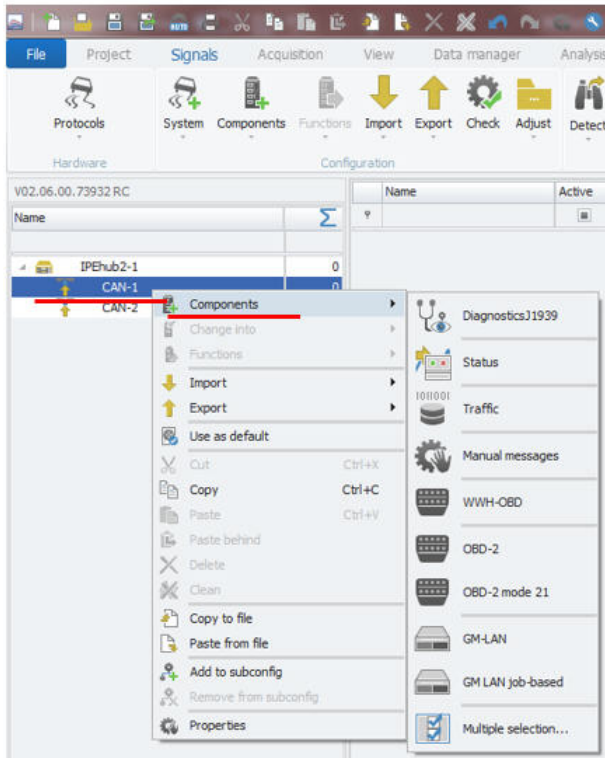 AUTO
File Project Signals Acquisition View Data manager Analysis
Protocols System Components Functions Import Export Check Adjust Detect
Hardware Configuration
V02.06.00.73932 RC
Name Active
Name
IPEhub2-1 0
CAN-1 0
CAN-2
Components
Change into
Functions
Import
Export
Use as default
Cut Ctrl+X
Copy Ctrl+C
Paste Ctrl+V
Paste behind
Delete
Clean
Copy to file
Paste from file
Add to subconfig
Remove from subconfig
Properties
DiagnosticsJ1939
Status
1011001
Traffic
Manual messages
WWH-OBD
OBD-2
OBD-2 mode 21
GM-LAN
GM LAN job-based
Multiple selection...